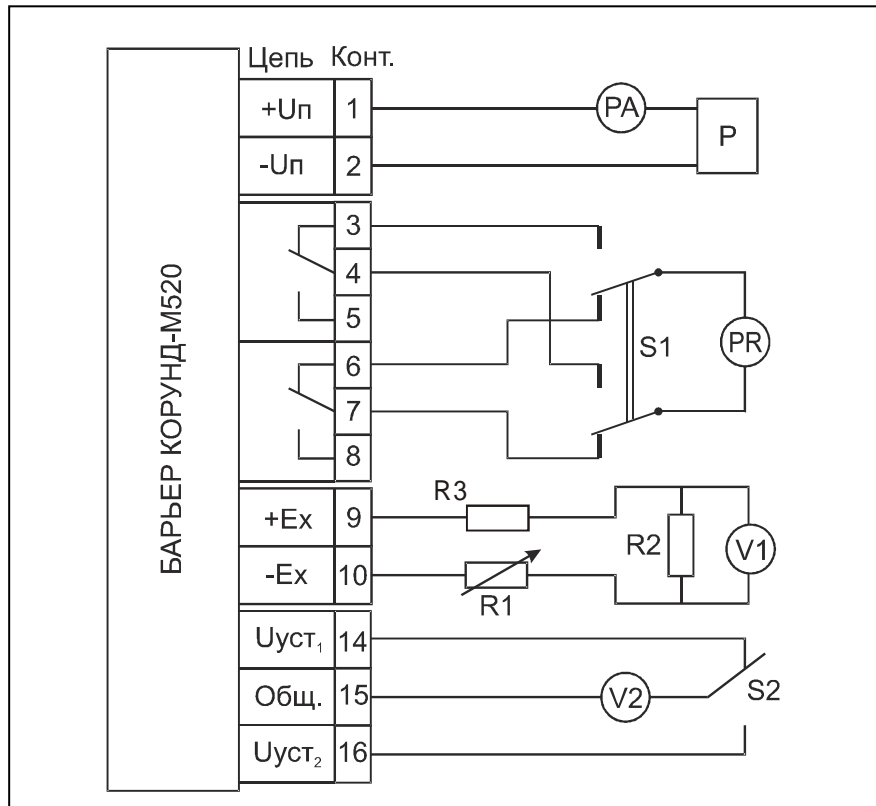 Цепь Конт.
БАРЬЕР КОРУНД-М520
+Uп 1
-Uп 2
PA
P
3
4
5
6
7
8
S1
PR
+Ex 9
-Ex 10
R3
R1
R2
V1
Uуст₁ 14
Общ. 15
Uуст₂ 16
V2
S2